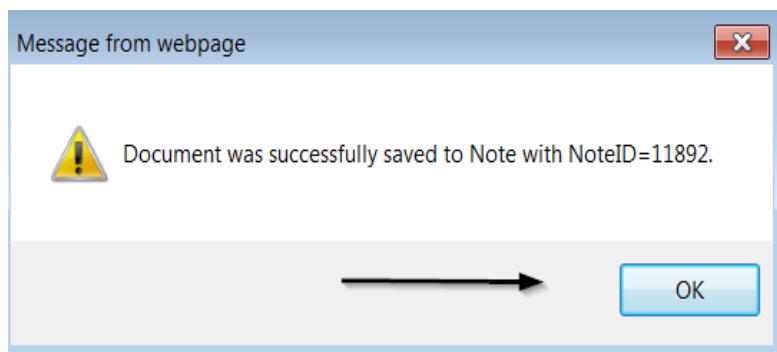 Message from webpage
Document was successfully saved to Note with NoteID=11892.
OK